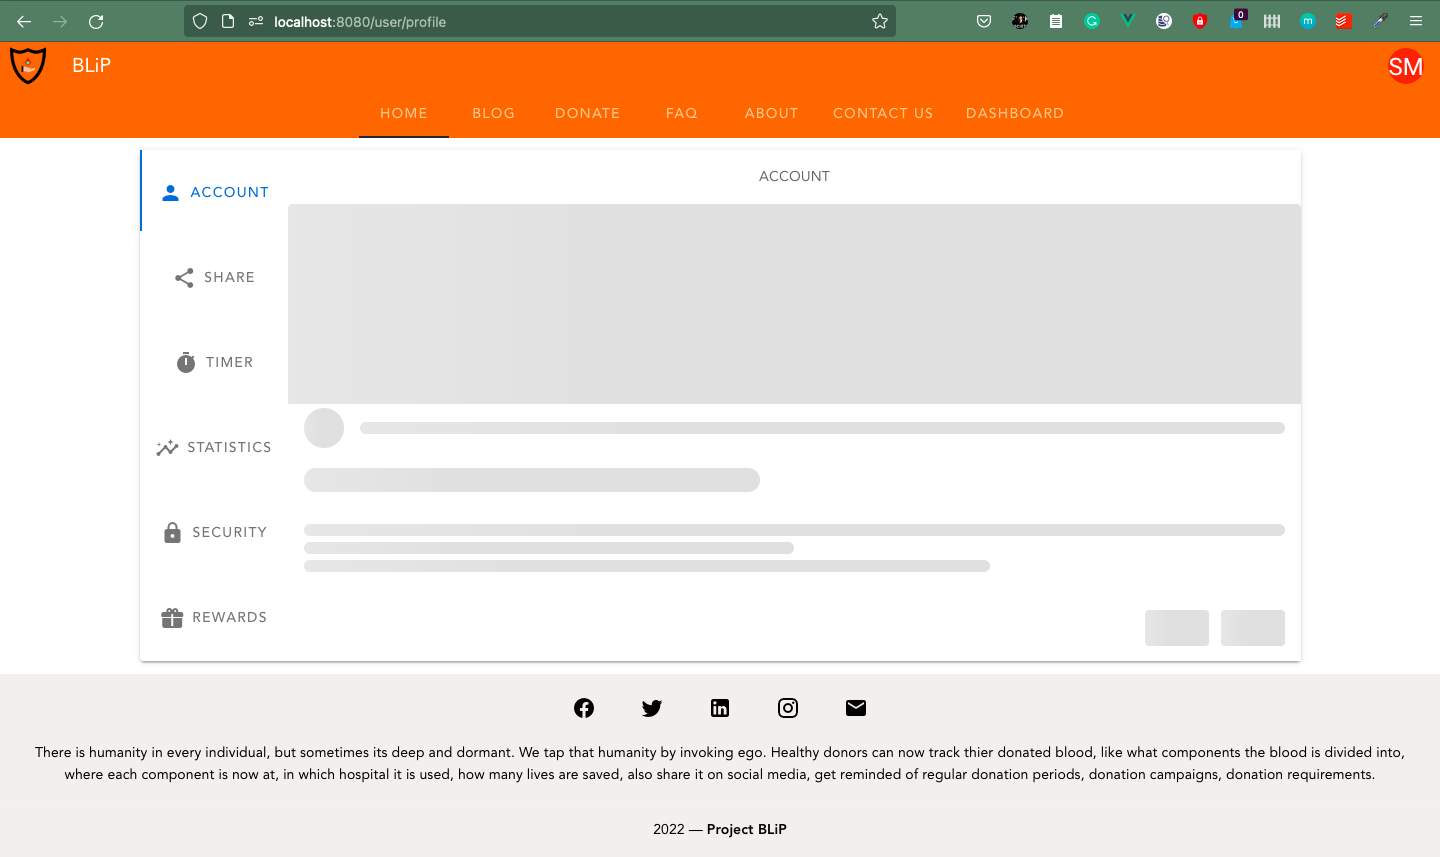 localhost:8080/user/profile
0
m
BLiP
SM
HOME BLOG DONATE FAQ ABOUT CONTACT US DASHBOARD
ACCOUNT
ACCOUNT
SHARE
TIMER
STATISTICS
SECURITY
REWARDS
There is humanity in every individual, but sometimes its deep and dormant. We tap that humanity by invoking ego. Healthy donors can now track thier donated blood, like what components the blood is divided into,
where each component is now at, in which hospital it is used, how many lives are saved, also share it on social media, get reminded of regular donation periods, donation campaigns, donation requirements.
2022 — Project BLiP